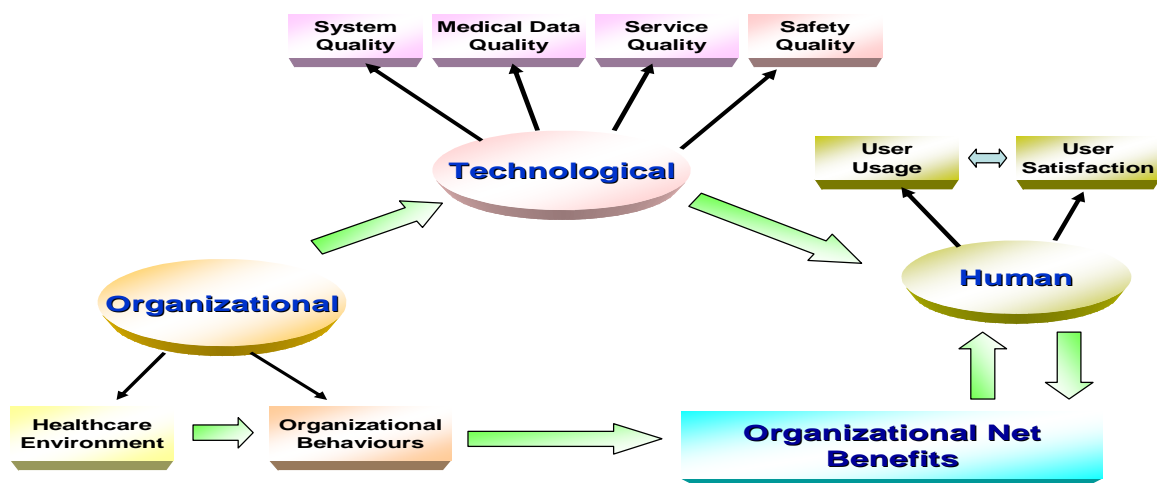 System
Quality
Medical Data
Quality
Service
Quality
Safety
Quality
Technological
User
Usage
User
Satisfaction
Human
Organizational
Healthcare
Environment
Organizational
Behaviours
Organizational Net
Benefits